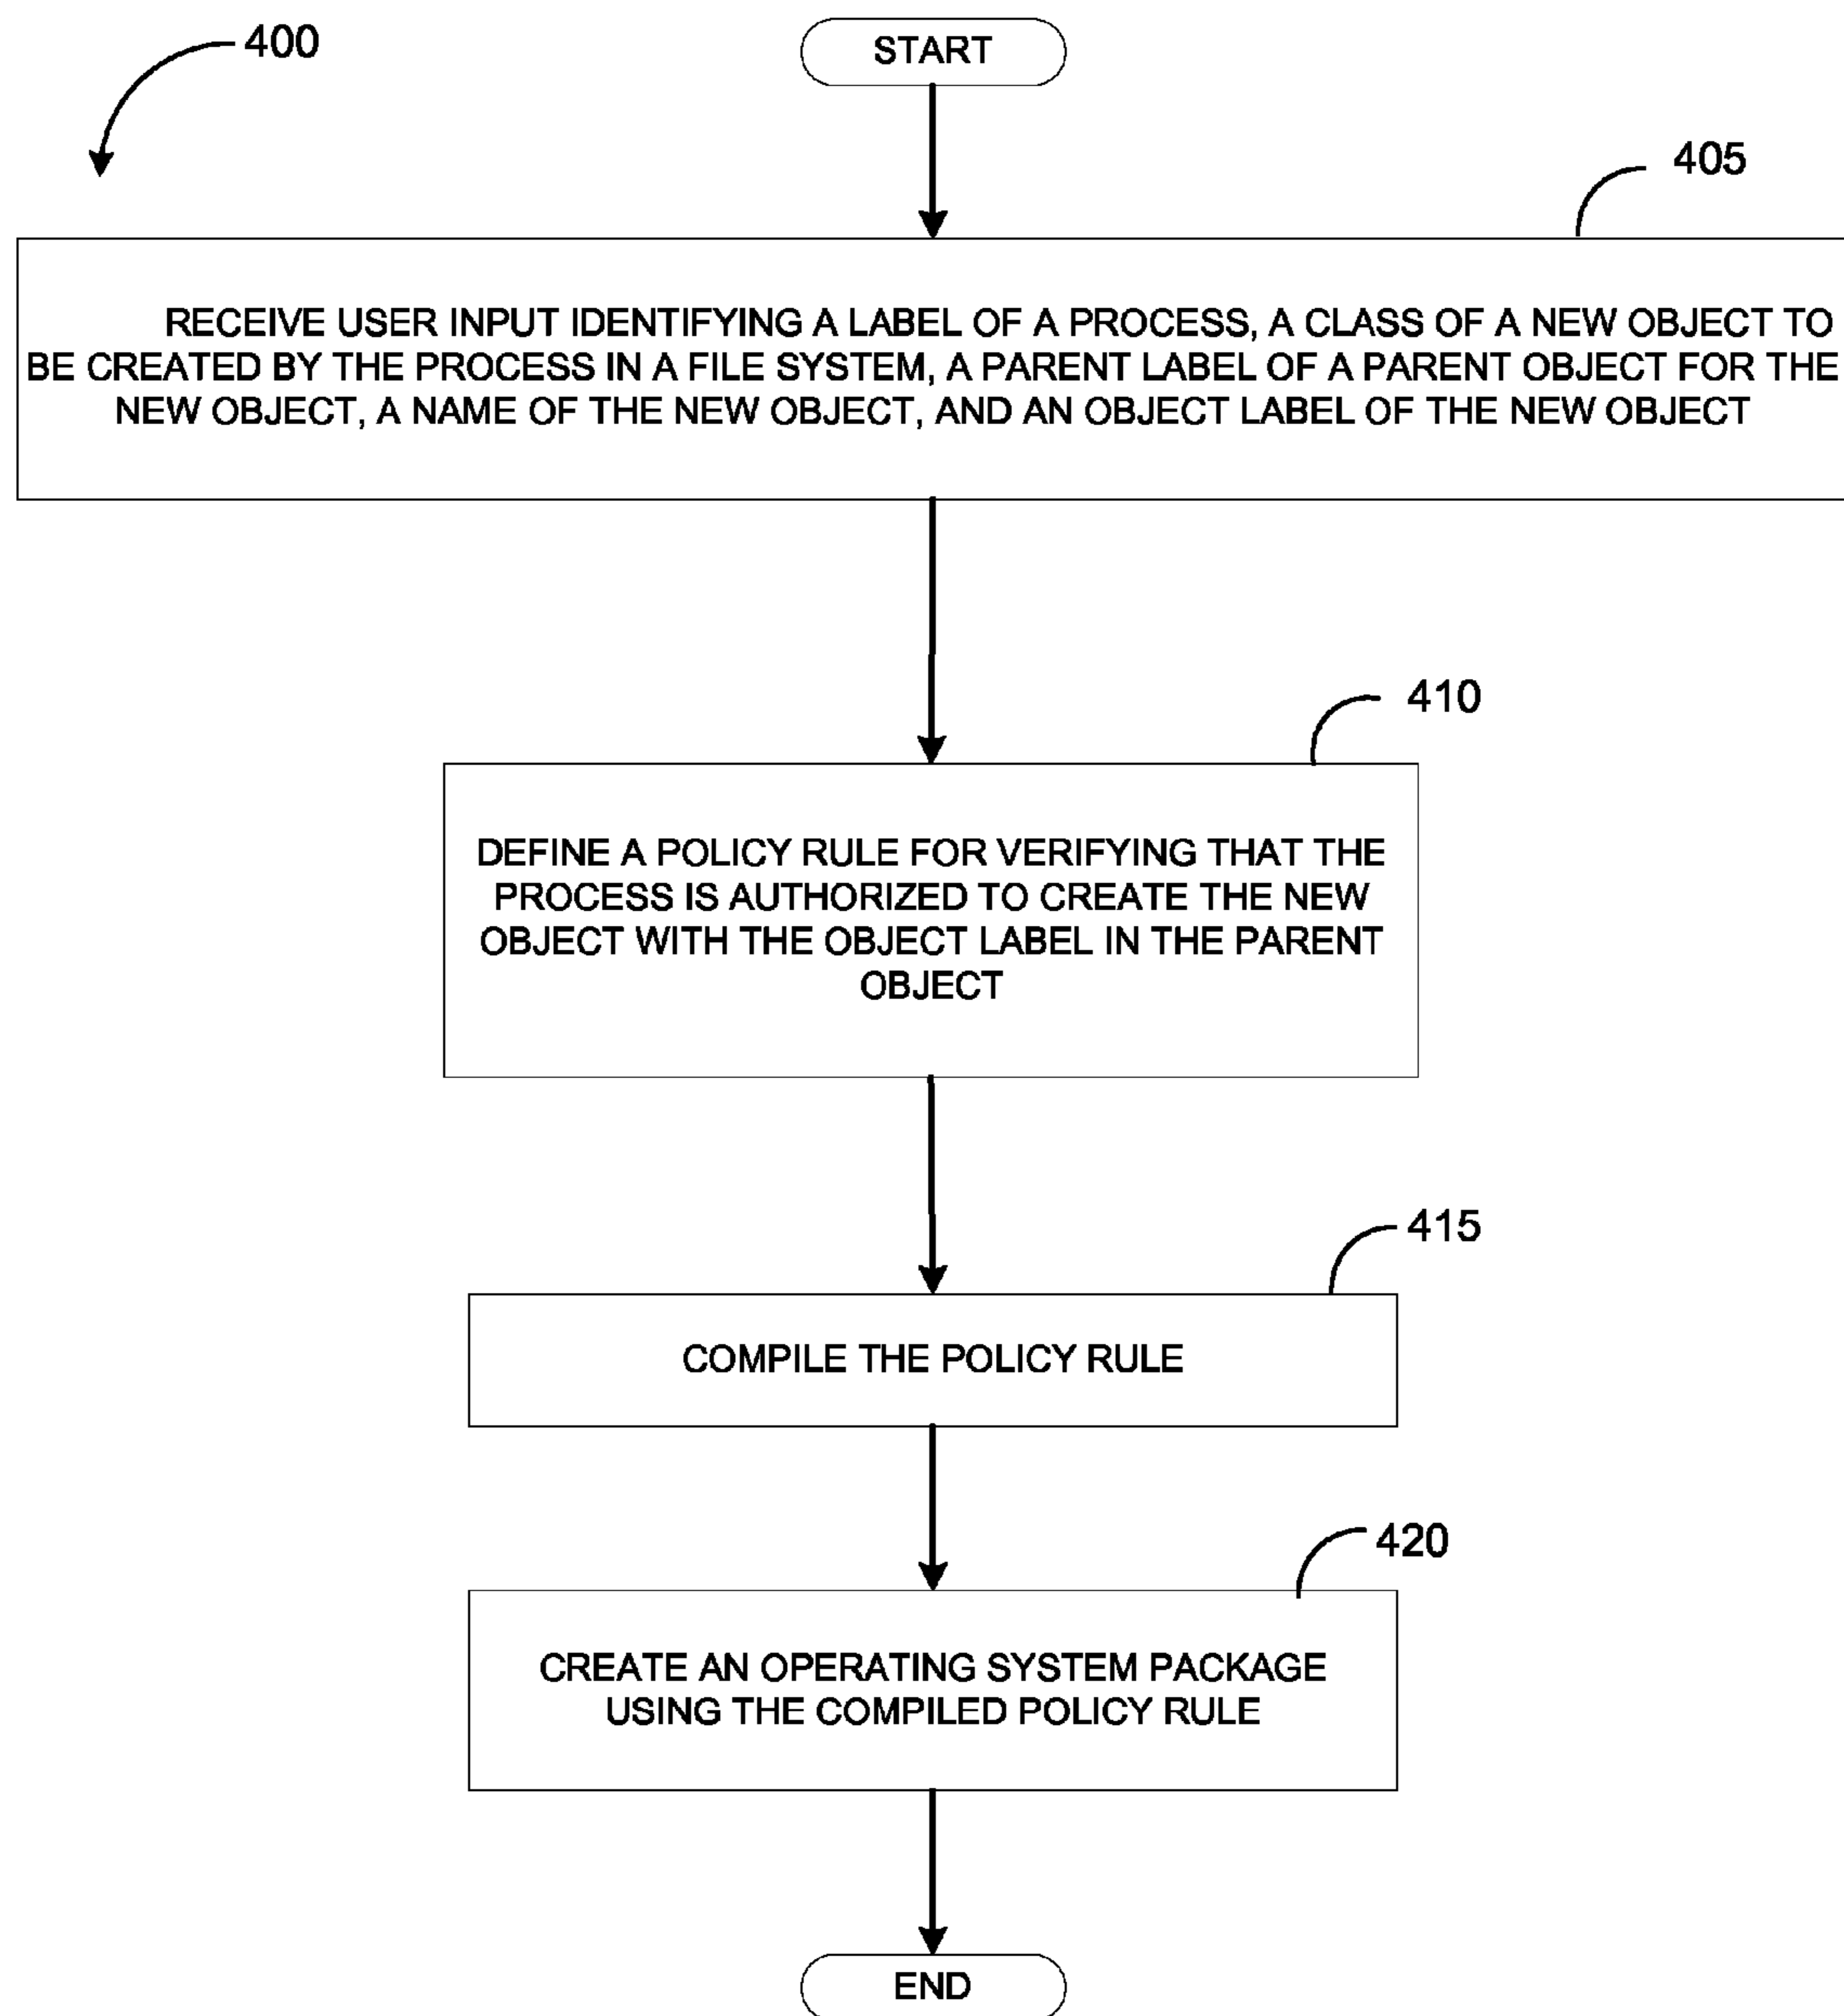 400
START
405
RECEIVE USER INPUT IDENTIFYING A LABEL OF A PROCESS, A CLASS OF A NEW OBJECT TO
BE CREATED BY THE PROCESS IN A FILE SYSTEM, A PARENT LABEL OF A PARENT OBJECT FOR THE
NEW OBJECT, A NAME OF THE NEW OBJECT, AND AN OBJECT LABEL OF THE NEW OBJECT
410
DEFINE A POLICY RULE FOR VERIFYING THAT THE
PROCESS IS AUTHORIZED TO CREATE THE NEW
OBJECT WITH THE OBJECT LABEL IN THE PARENT
OBJECT
415
COMPILE THE POLICY RULE
420
CREATE AN OPERATING SYSTEM PACKAGE
USING THE COMPILED POLICY RULE
END